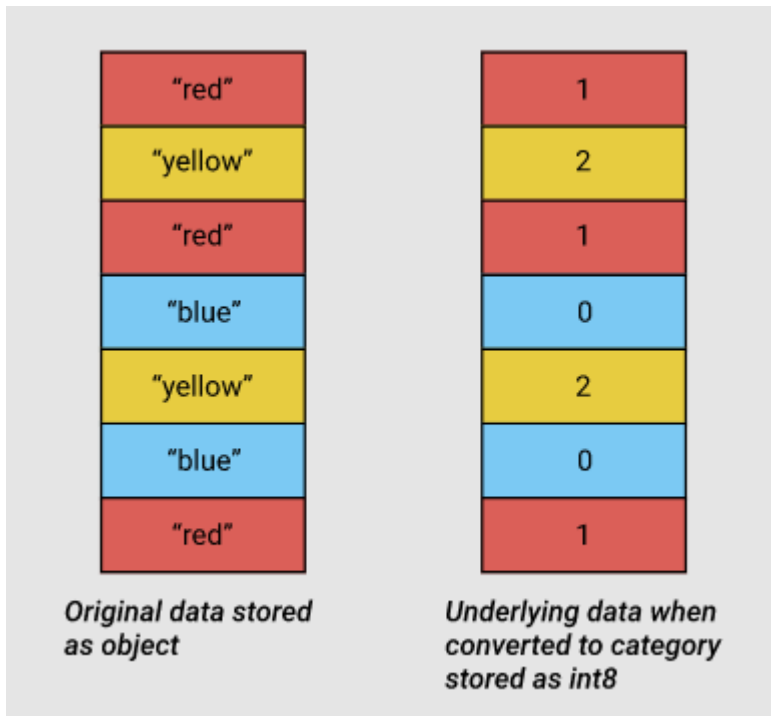 “red”
“yellow”
“red”
“blue”
“yellow”
“blue”
“red”
Original data stored
as object
1
2
1
0
2
0
1
Underlying data when
converted to category
stored as int8